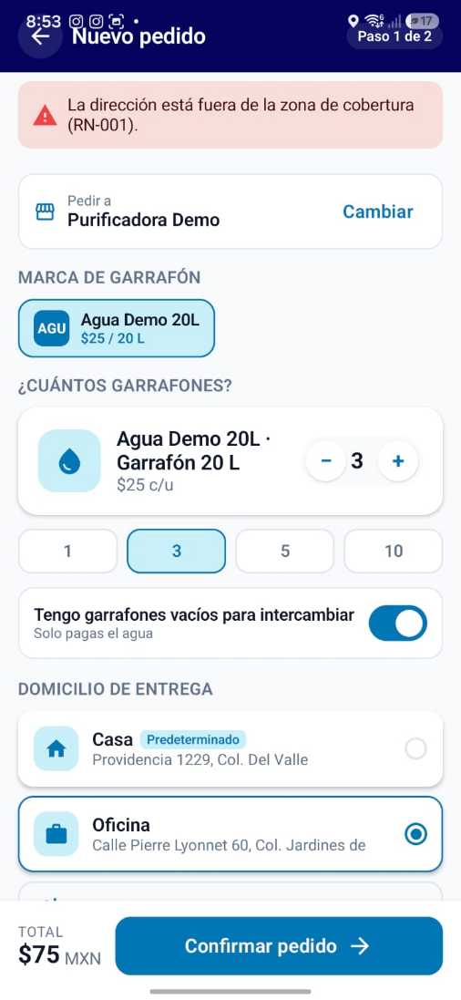 8:53
17
Nuevo pedido
Paso 1 de 2
La dirección está fuera de la zona de cobertura
(RN-001).
Pedir a
Purificadora Demo
Cambiar
MARCA DE GARRAFÓN
AGU
Agua Demo 20L
$25 / 20 L
¿CUÁNTOS GARRAFONES?
Agua Demo 20L ·
Garrafón 20 L
$25 c/u
− 3 +
1 3 5 10
Tengo garrafones vacíos para intercambiar
Solo pagas el agua
DOMICILIO DE ENTREGA
Casa Predeterminado
Providencia 1229, Col. Del Valle
Oficina
Calle Pierre Lyonnet 60, Col. Jardines de
TOTAL
$75 MXN
Confirmar pedido →